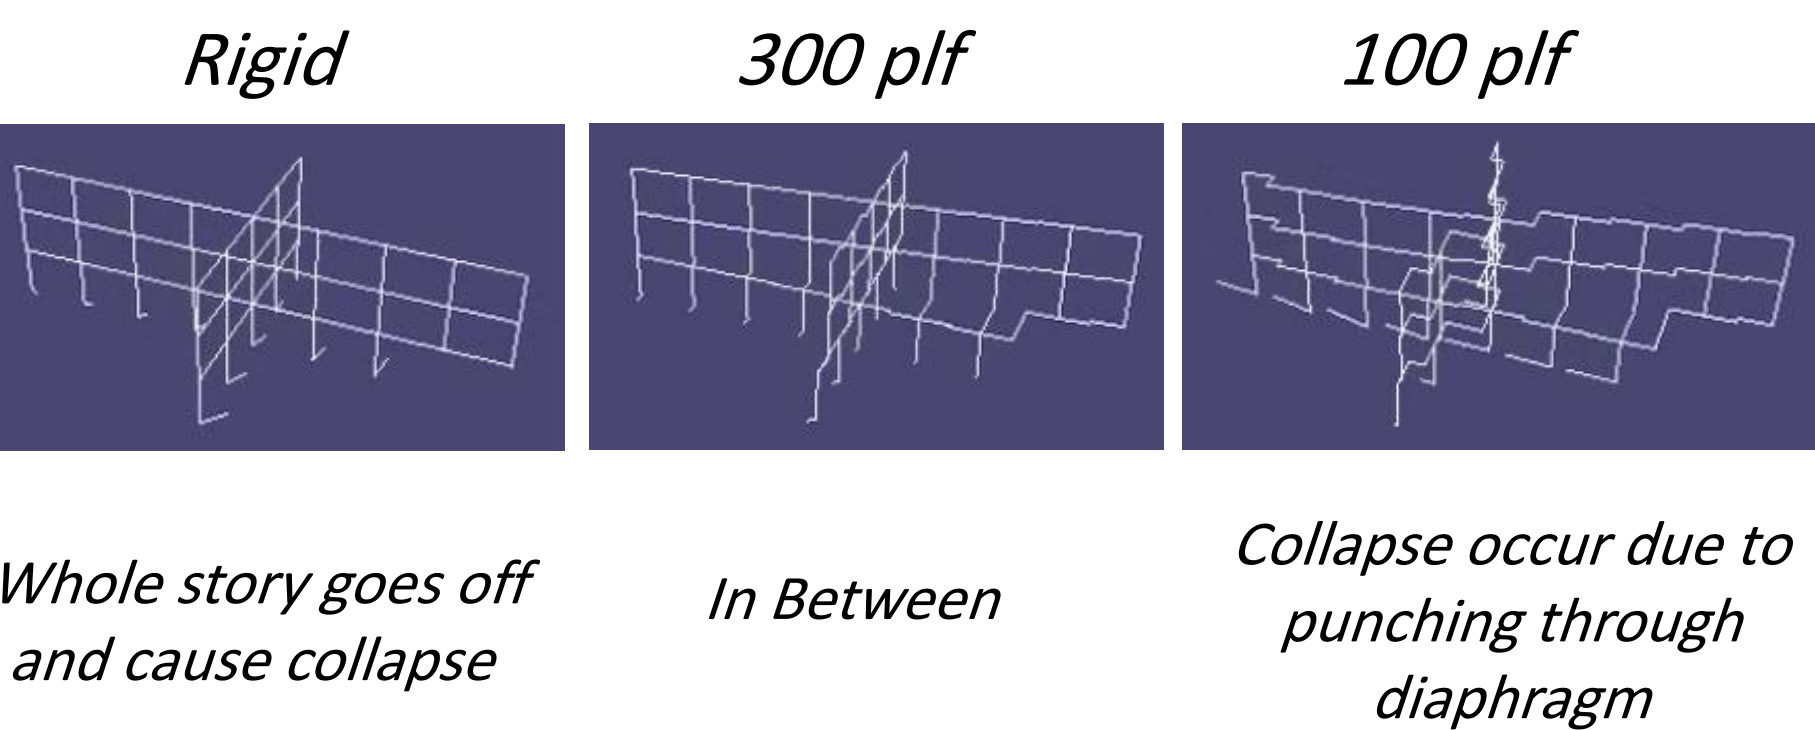 Rigid
300 plf
100 plf
Whole story goes off
and cause collapse
In Between
Collapse occur due to
punching through
diaphragm